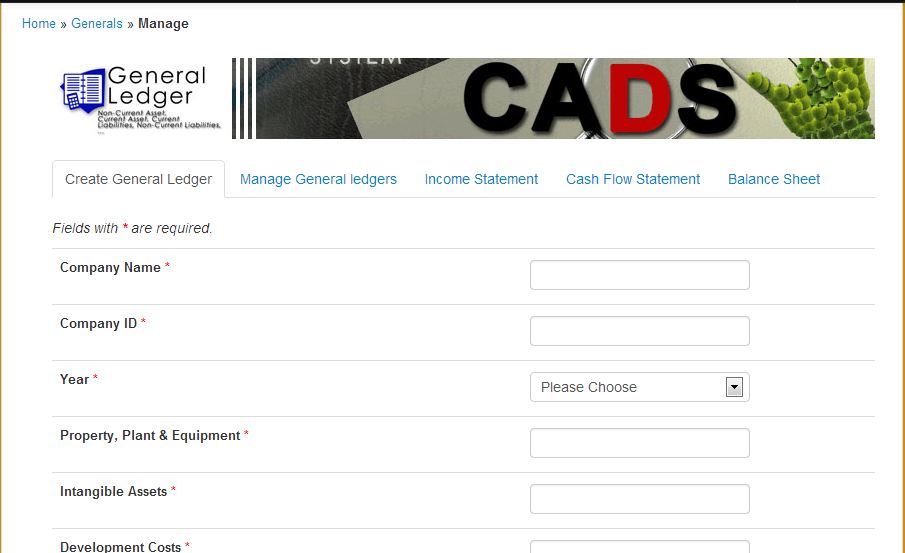 Home » Generals » Manage
General
Ledger
Non-Current Asset,
Current Asset, Current
Liabilities, Non-Current Liabilities,
SYSTEM
CADS
Create General Ledger
Manage General ledgers
Income Statement
Cash Flow Statement
Balance Sheet
Fields with * are required.
Company Name *
Company ID *
Year *
Please Choose
Property, Plant & Equipment *
Intangible Assets *
Development Costs *